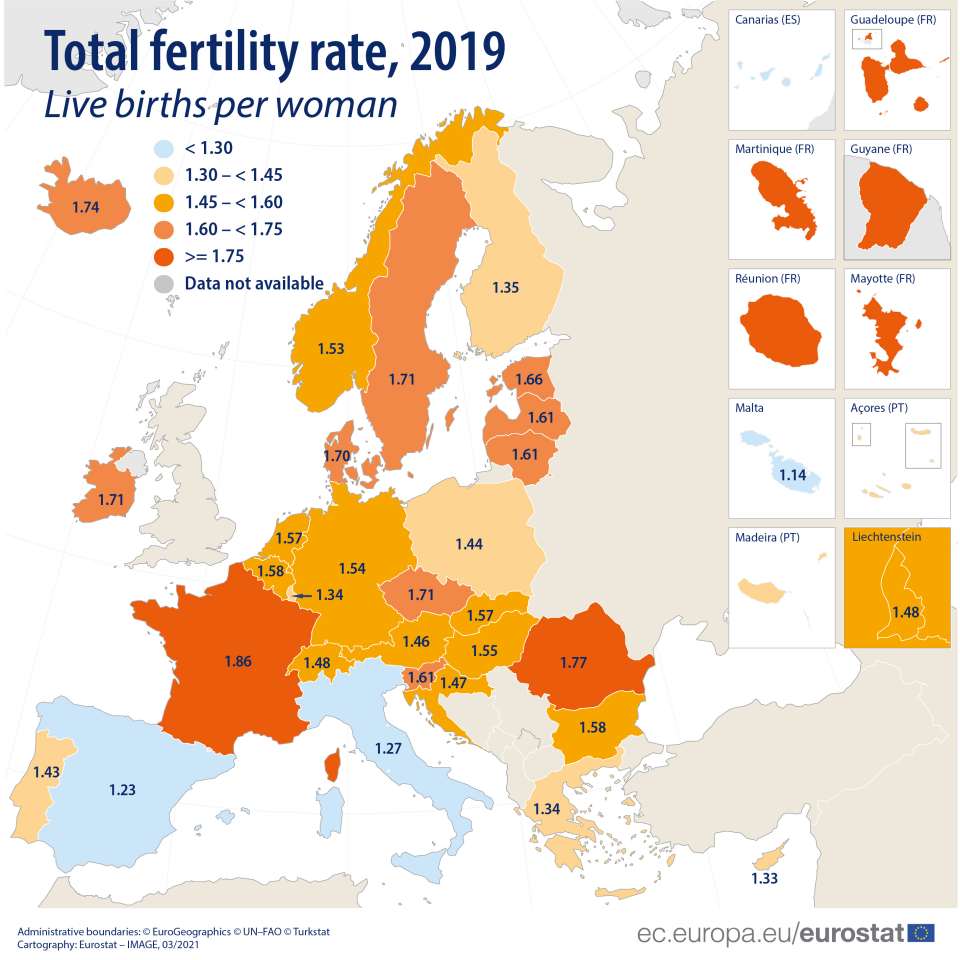 Total fertility rate, 2019
Live births per woman
< 1.30
1.30 – < 1.45
1.45 – < 1.60
1.60 – < 1.75
>= 1.75
Data not available
1.74
1.35
1.53
1.71
1.66
1.61
1.61
1.70
1.71
1.57
1.58
1.54
1.34
1.44
1.71
1.57
1.46
1.55
1.86
1.48
1.61
1.47
1.77
1.58
1.27
1.43
1.23
1.34
1.33
Canarias (ES)
Guadeloupe (FR)
Martinique (FR)
Guyane (FR)
Réunion (FR)
Mayotte (FR)
Malta
1.14
Açores (PT)
Madeira (PT)
Liechtenstein
1.48
Administrative boundaries: © EuroGeographics © UN–FAO © Turkstat
Cartography: Eurostat – IMAGE, 03/2021
ec.europa.eu/eurostat